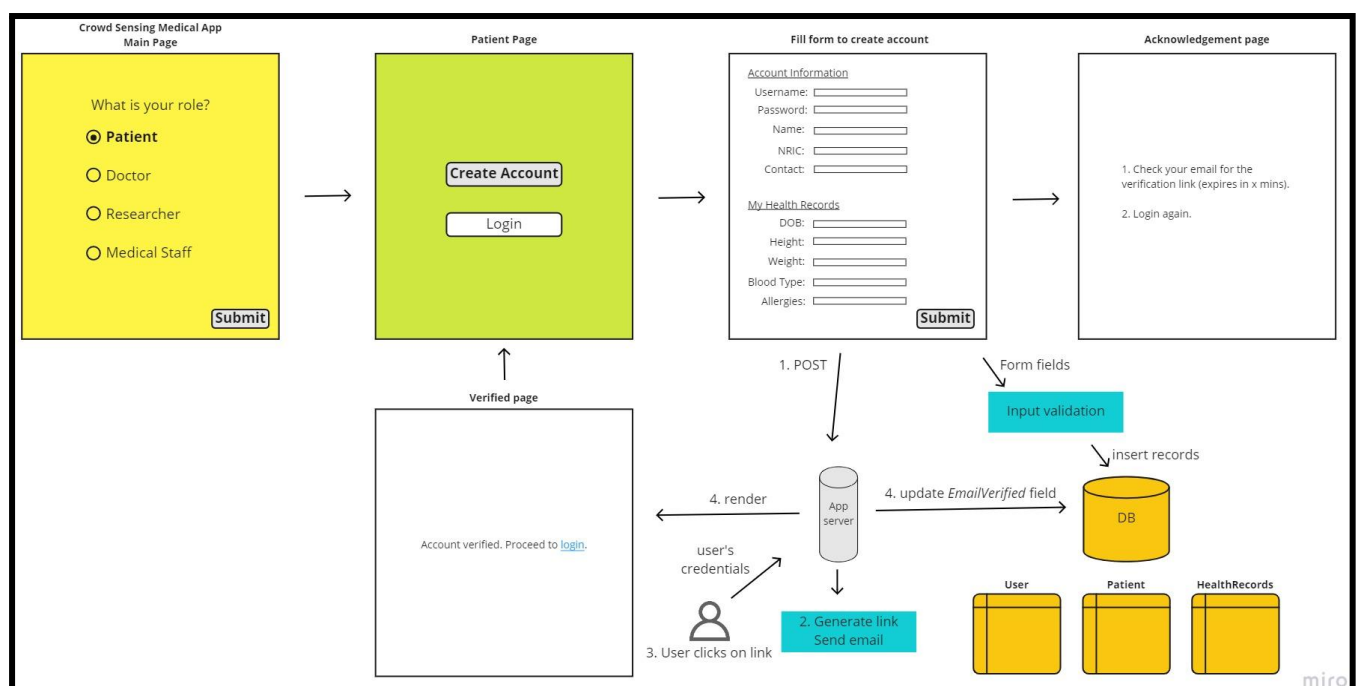 Crowd Sensing Medical App
Main Page
What is your role?
Patient
Doctor
Researcher
Medical Staff
Submit
Patient Page
Create Account
Login
Fill form to create account
Account Information
Username:
Password:
Name:
NRIC:
Contact:
My Health Records
DOB:
Height:
Weight:
Blood Type:
Allergies:
Submit
Acknowledgement page
1. Check your email for the
verification link (expires in x mins).
2. Login again.
1. POST
Form fields
Input validation
insert records
Verified page
Account verified. Proceed to login.
4. render
App
server
4. update EmailVerified field
DB
user's
credentials
3. User clicks on link
2. Generate link
Send email
User
Patient
HealthRecords
miro